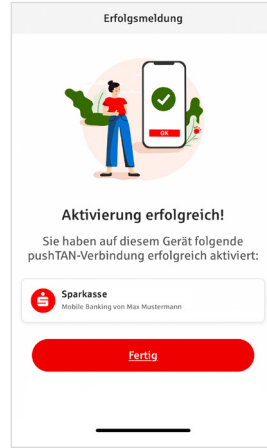 Erfolgsmeldung
OK
Aktivierung erfolgreich!
Sie haben auf diesem Gerät folgende
pushTAN-Verbindung erfolgreich aktiviert:
Sparkasse
Mobile Banking von Max Mustermann
Fertig